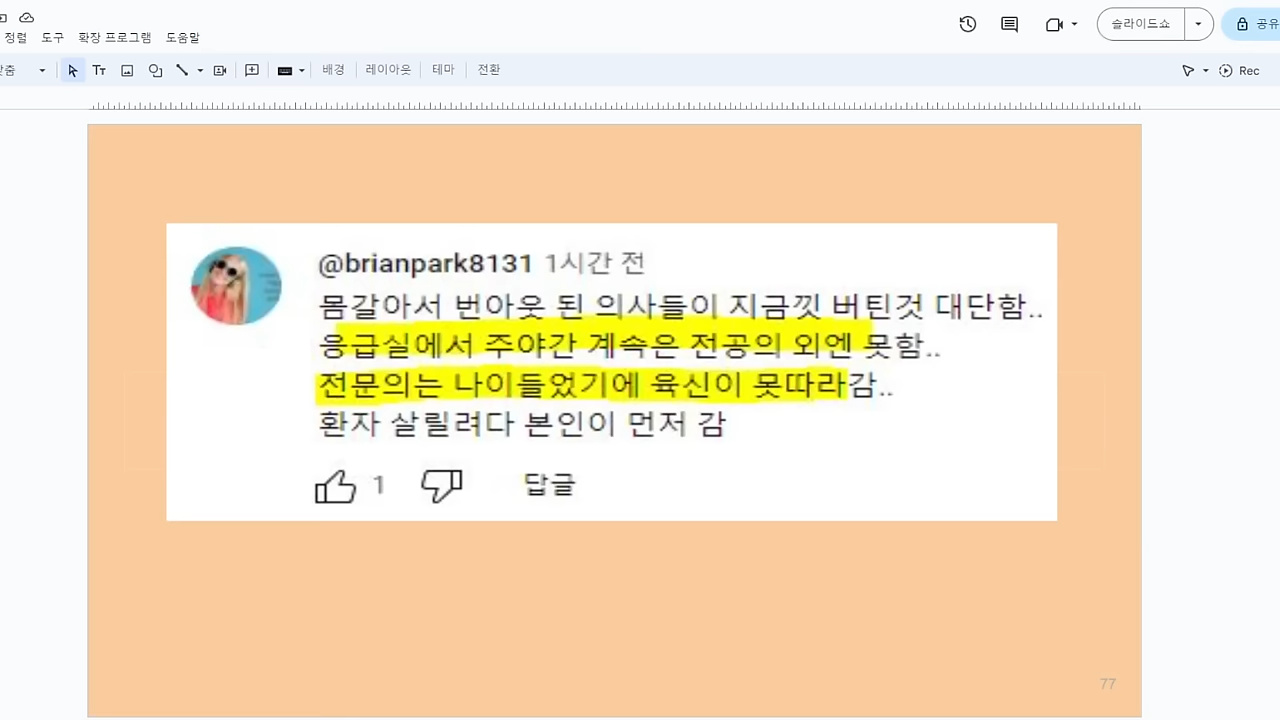 정렬 도구 확장 프로그램 도움말
슬라이드쇼 공유
배경 레이아웃 테마 전환 Rec
@brianpark8131 1시간 전
몸갈아서 번아웃 된 의사들이 지금껏 버틴것 대단함..
응급실에서 주야간 계속은 전공의 외엔 못함..
전문의는 나이들었기에 육신이 못따라감..
환자 살릴려다 본인이 먼저 감
1 답글
77